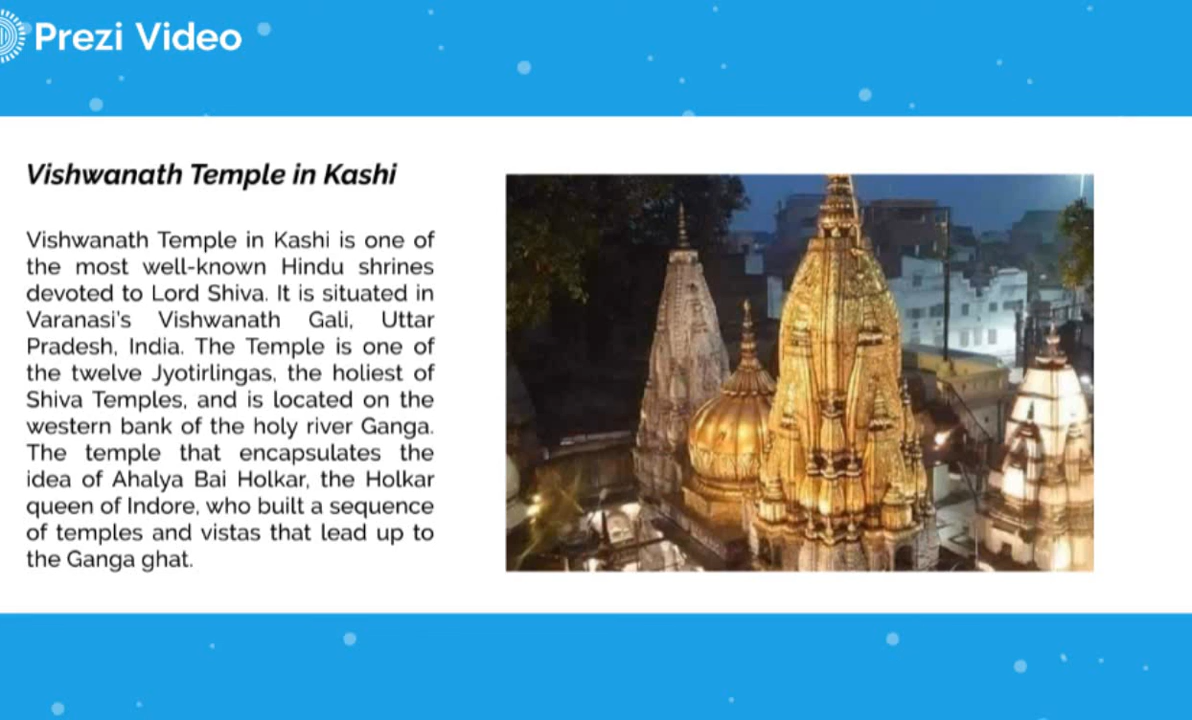 Prezi Video
Vishwanath Temple in Kashi
Vishwanath Temple in Kashi is one of
the most well-known Hindu shrines
devoted to Lord Shiva. It is situated in
Varanasi's Vishwanath Gali, Uttar
Pradesh, India. The Temple is one of
the twelve Jyotirlingas, the holiest of
Shiva Temples, and is located on the
western bank of the holy river Ganga.
The temple that encapsulates the
idea of Ahalya Bai Holkar, the Holkar
queen of Indore, who built a sequence
of temples and vistas that lead up to
the Ganga ghat.